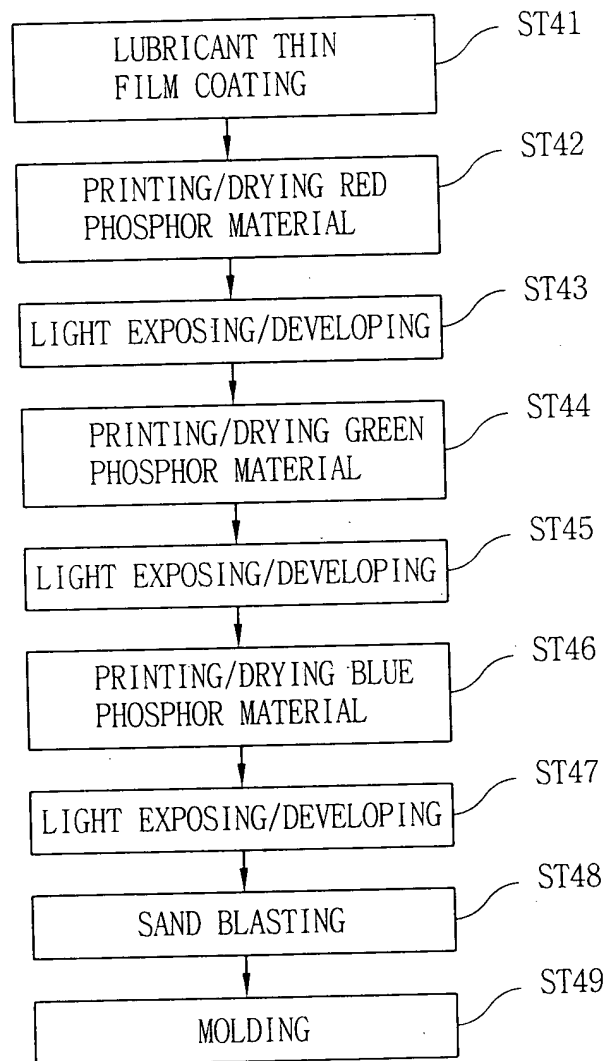 ST41
LUBRICANT THIN
FILM COATING
ST42
PRINTING/DRYING RED
PHOSPHOR MATERIAL
ST43
LIGHT EXPOSING/DEVELOPING
ST44
PRINTING/DRYING GREEN
PHOSPHOR MATERIAL
ST45
LIGHT EXPOSING/DEVELOPING
ST46
PRINTING/DRYING BLUE
PHOSPHOR MATERIAL
ST47
LIGHT EXPOSING/DEVELOPING
ST48
SAND BLASTING
ST49
MOLDING